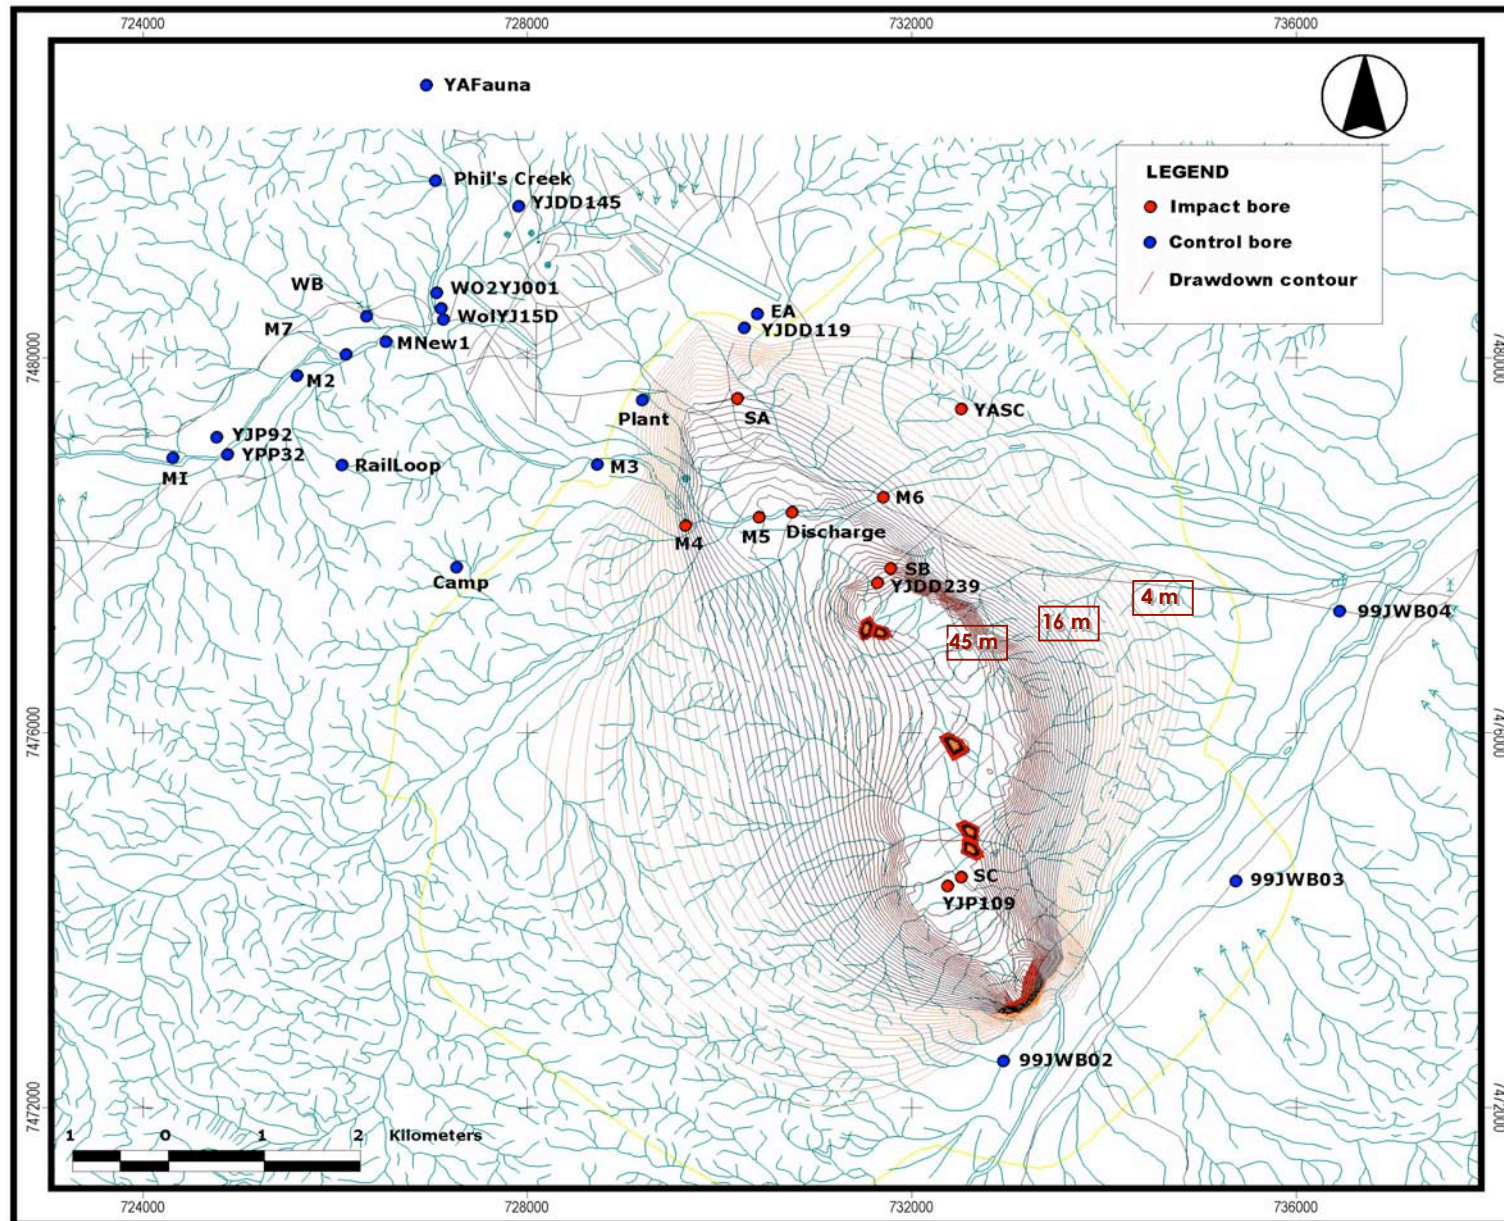 724000 728000 732000 736000
YAFauna
LEGEND
Impact bore
Control bore
Drawdown contour
Phil's Creek
YJDD145
WB
WO2YJ001
WolYJ15D
EA
YJDD119
M7
MNew1
7480000 7480000
M2
Plant
SA
YASC
YJP92
YPP32
MI
RailLoop
M3
M6
M4
M5
Discharge
SB
YJDD239
Camp
4 m
16 m
45 m
99JWB04
7476000 7476000
SC
YJP109
99JWB03
99JWB02
7472000 7472000
1 0 1 2 Kilometers
724000 728000 732000 736000